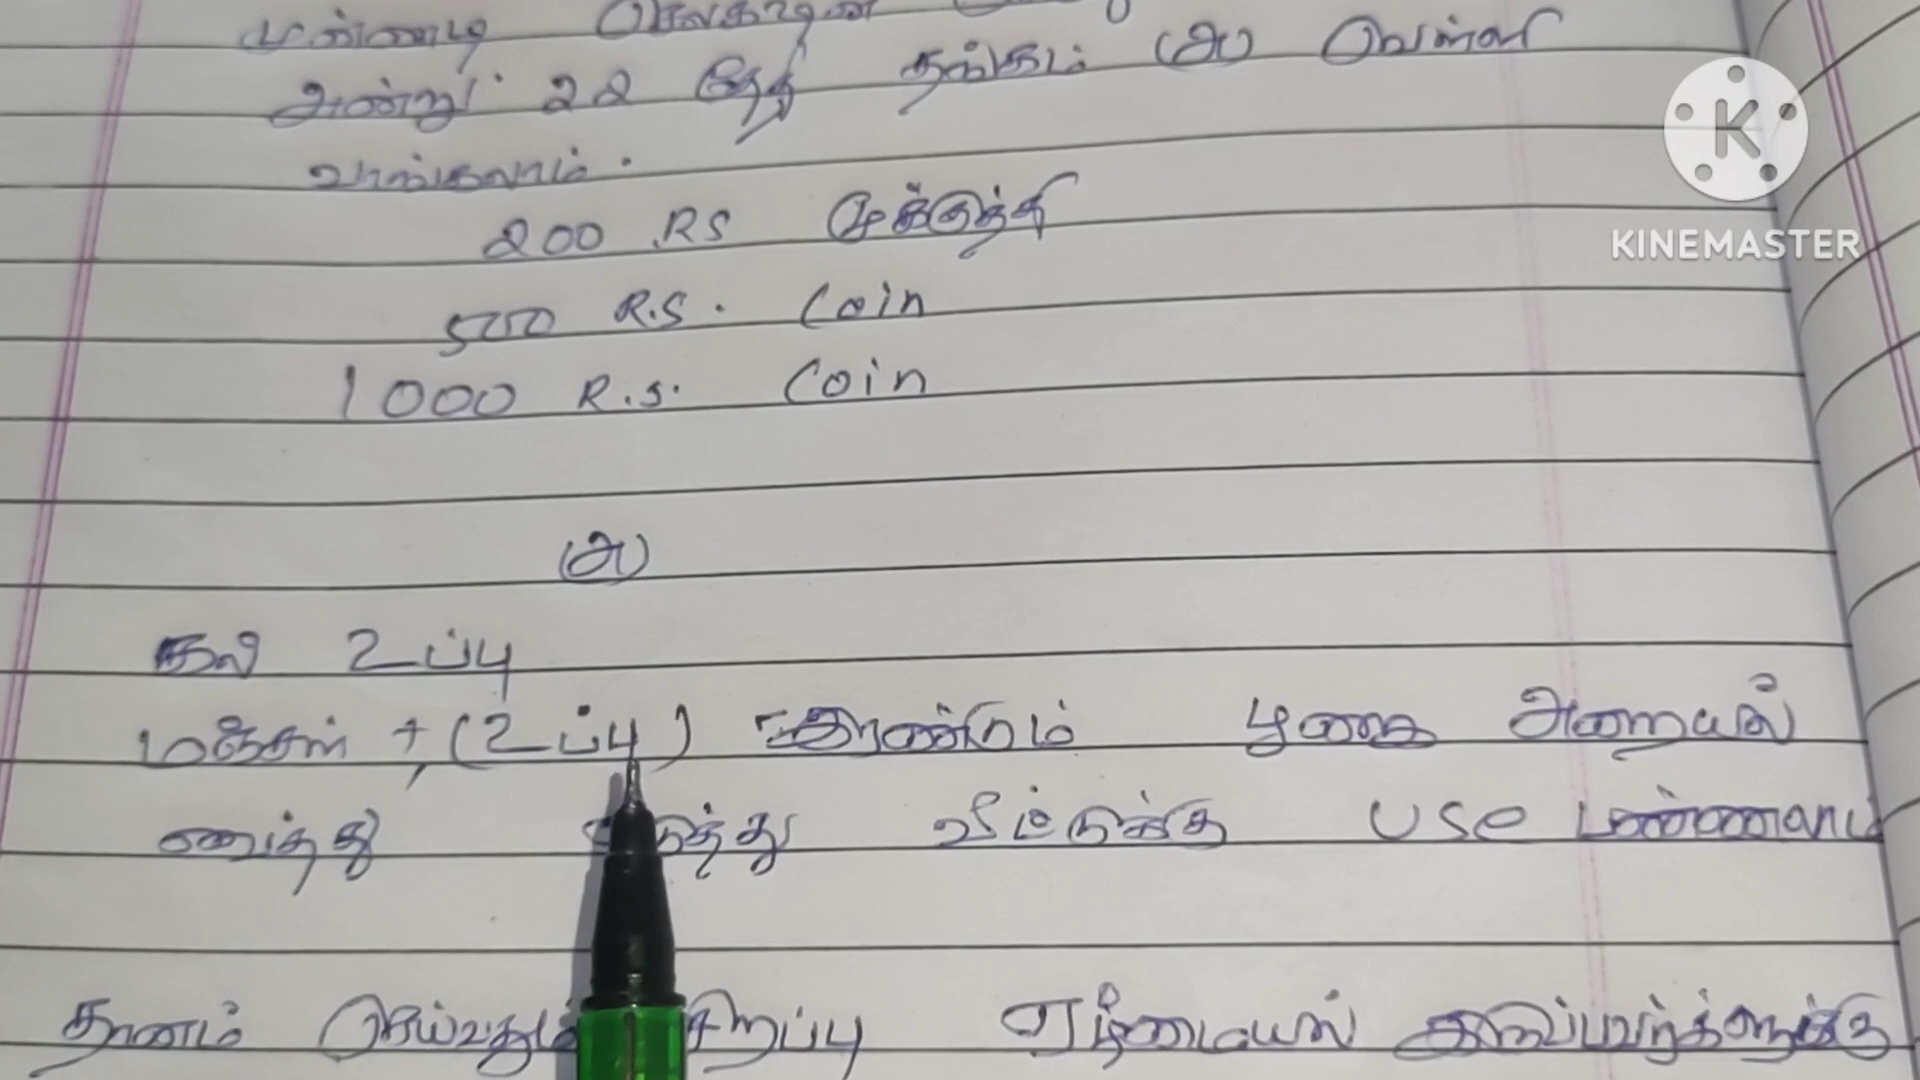 முன்னாடி
அன்று 22 தேதி தங்கம் (அ) வெள்ளி
வாங்கலாம்.
200 RS மூக்குத்தி
500 R.S. Coin
1000 R.s. Coin
(அ)
கல் உப்பு
மஞ்சள் + (உப்பு) இரண்டும் பூஜை அறையில்
வைத்து எடுத்து வீட்டுக்கு use பண்ணலாம்
தானம் செய்வதும் சிறப்பு ஏழ்மையில் இருப்பவர்க்களுக்கு
KINEMASTER